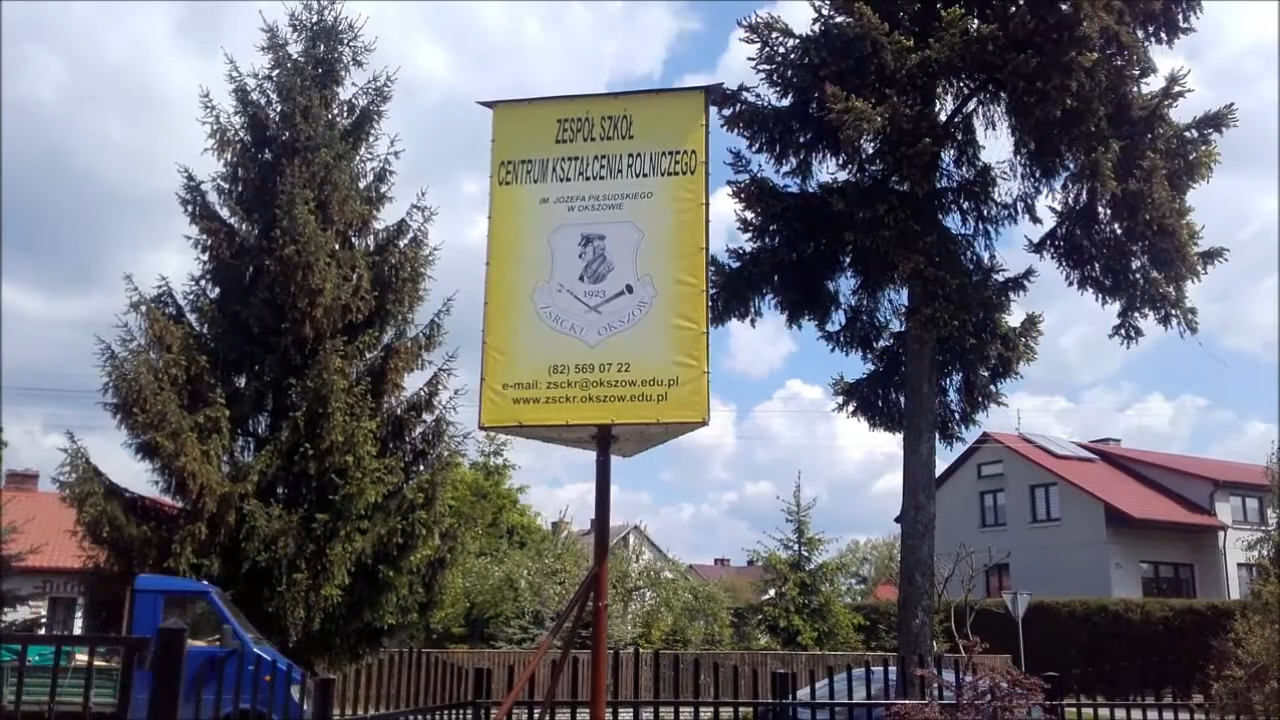 ZESPÓŁ SZKÓŁ
CENTRUM KSZTAŁCENIA ROLNICZEGO
IM. JÓZEFA PIŁSUDSKIEGO
W OKSZOWIE
1923
ZSRCKU OKSZÓW
(82) 569 07 22
e-mail: zsckr@okszow.edu.pl
www.zsckr.okszow.edu.pl